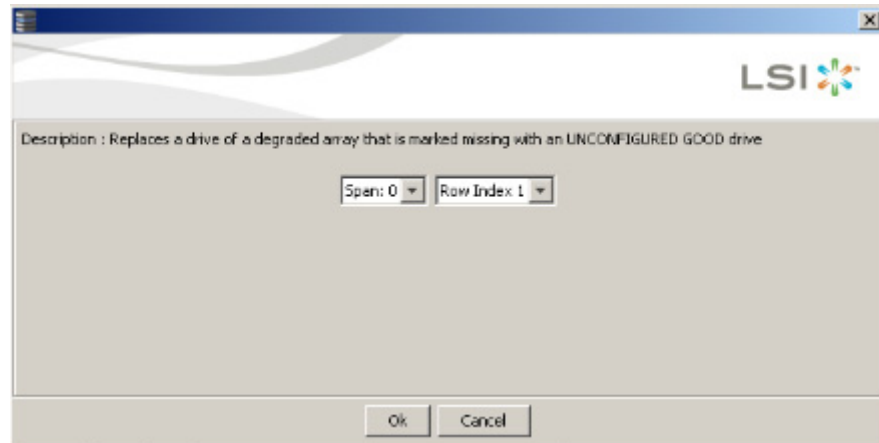 LSI
Description : Replaces a drive of a degraded array that is marked missing with an UNCONFIGURED GOOD drive
Span: 0 Row Index 1
Ok Cancel